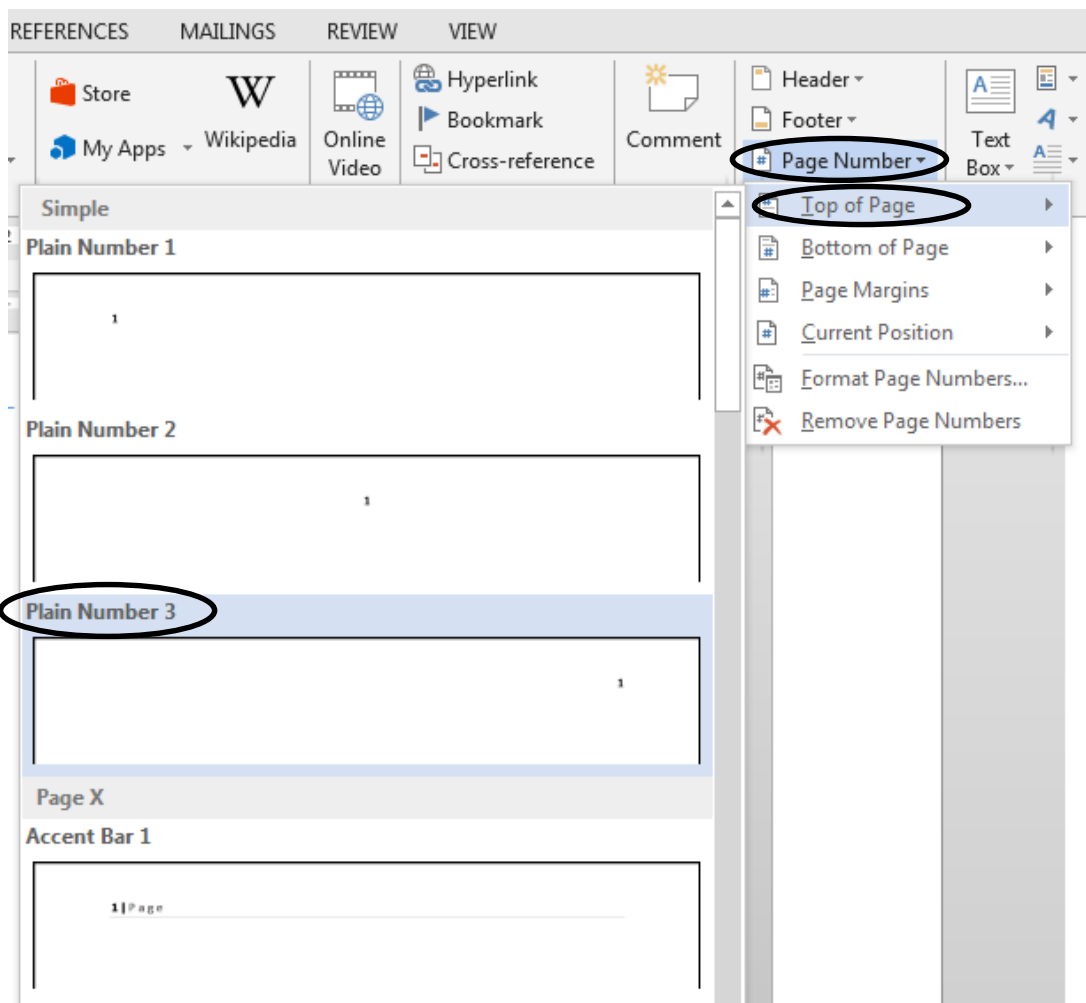 REFERENCES MAILINGS REVIEW VIEW
Store
My Apps
W
Wikipedia
Online
Video
Hyperlink
Bookmark
Cross-reference
Comment
Header
Footer
Page Number
A
Text
Box
A
A
Top of Page
Bottom of Page
Page Margins
Current Position
Format Page Numbers...
Remove Page Numbers
Simple
Plain Number 1
1
Plain Number 2
1
Plain Number 3
1
Page X
Accent Bar 1
1|Page